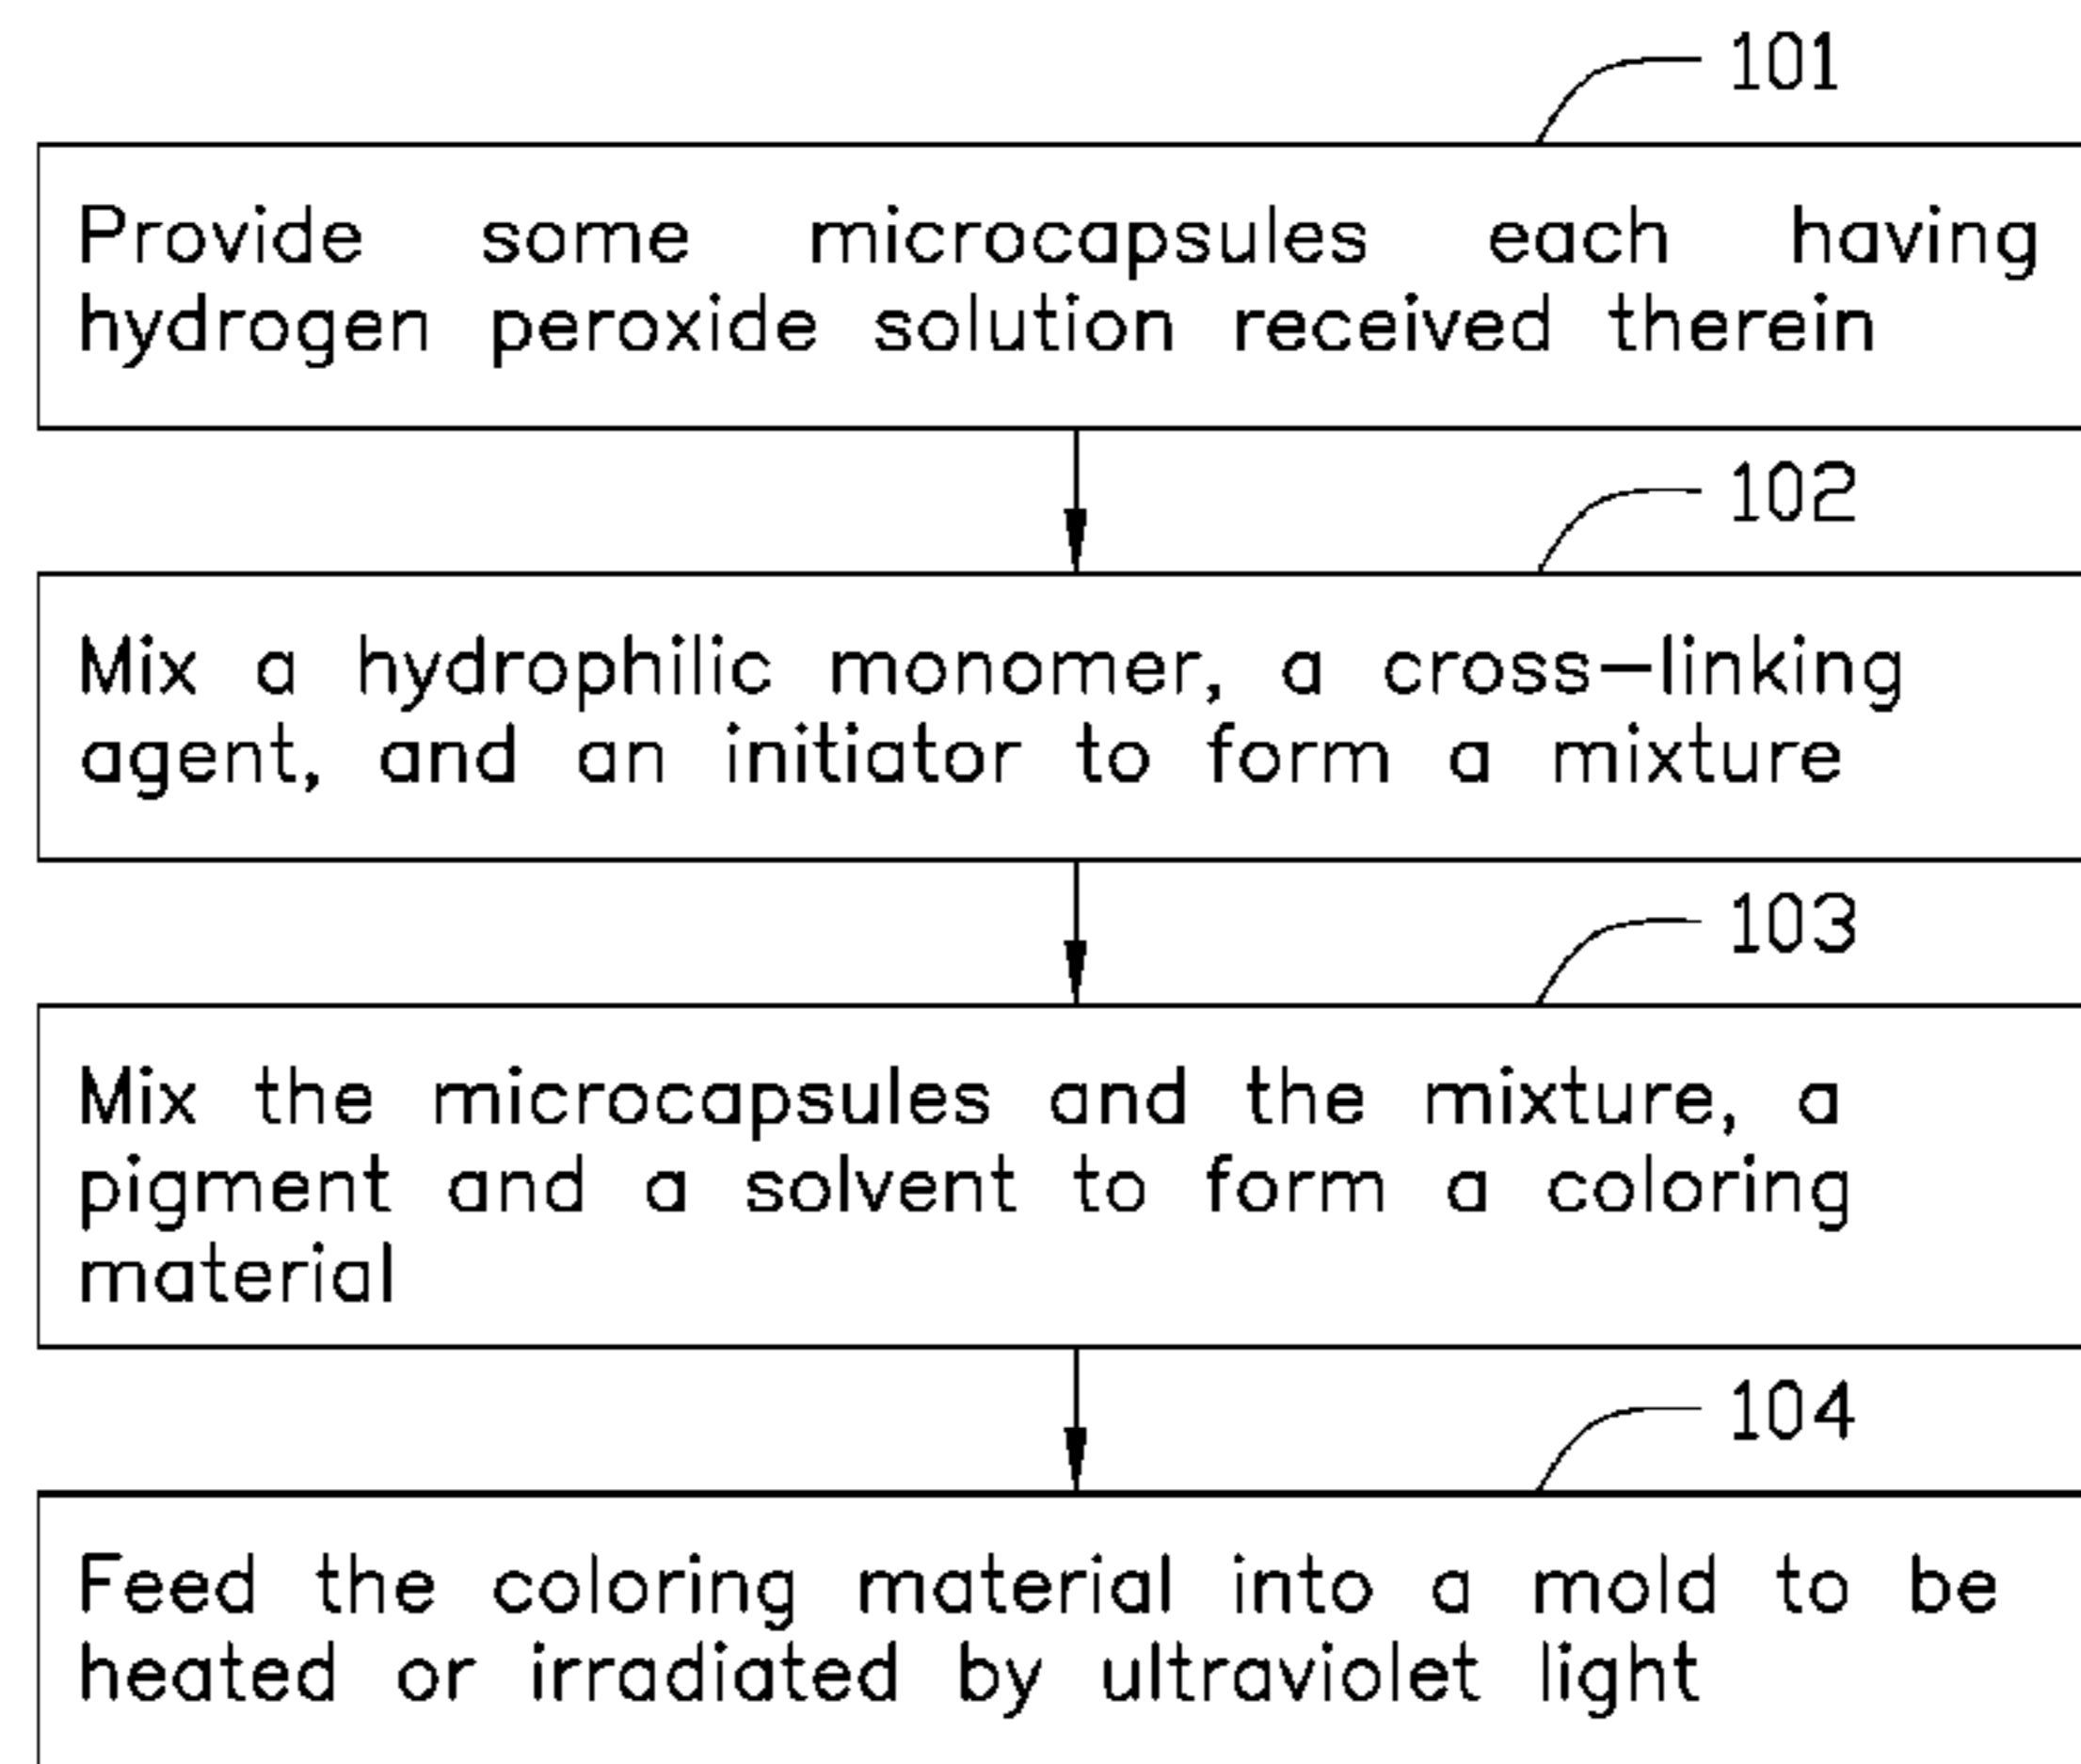 101
Provide some microcapsules each having
hydrogen peroxide solution received therein
102
Mix a hydrophilic monomer, a cross-linking
agent, and an initiator to form a mixture
103
Mix the microcapsules and the mixture, a
pigment and a solvent to form a coloring
material
104
Feed the coloring material into a mold to be
heated or irradiated by ultraviolet light